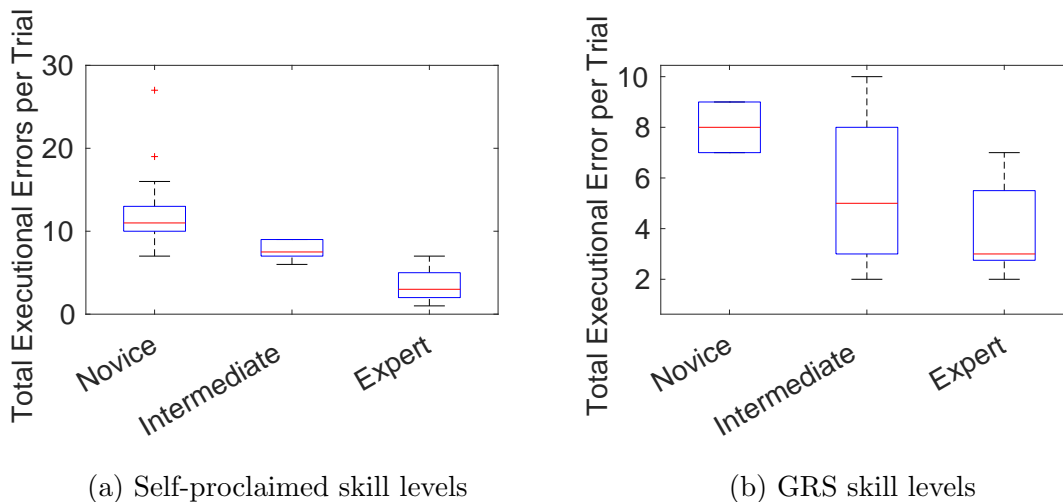 Total Executional Errors per Trial
30
20
10
0
Novice
Intermediate
Expert
(a) Self-proclaimed skill levels
Total Executional Error per Trial
10
8
6
4
2
Novice
Intermediate
Expert
(b) GRS skill levels